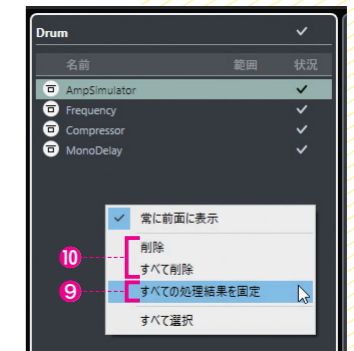 Drum
名前 範囲 状況
AmpSimulator
Frequency
Compressor
MonoDelay
常に前面に表示
⑩ 削除
すべて削除
⑨ すべての処理結果を固定
すべて選択